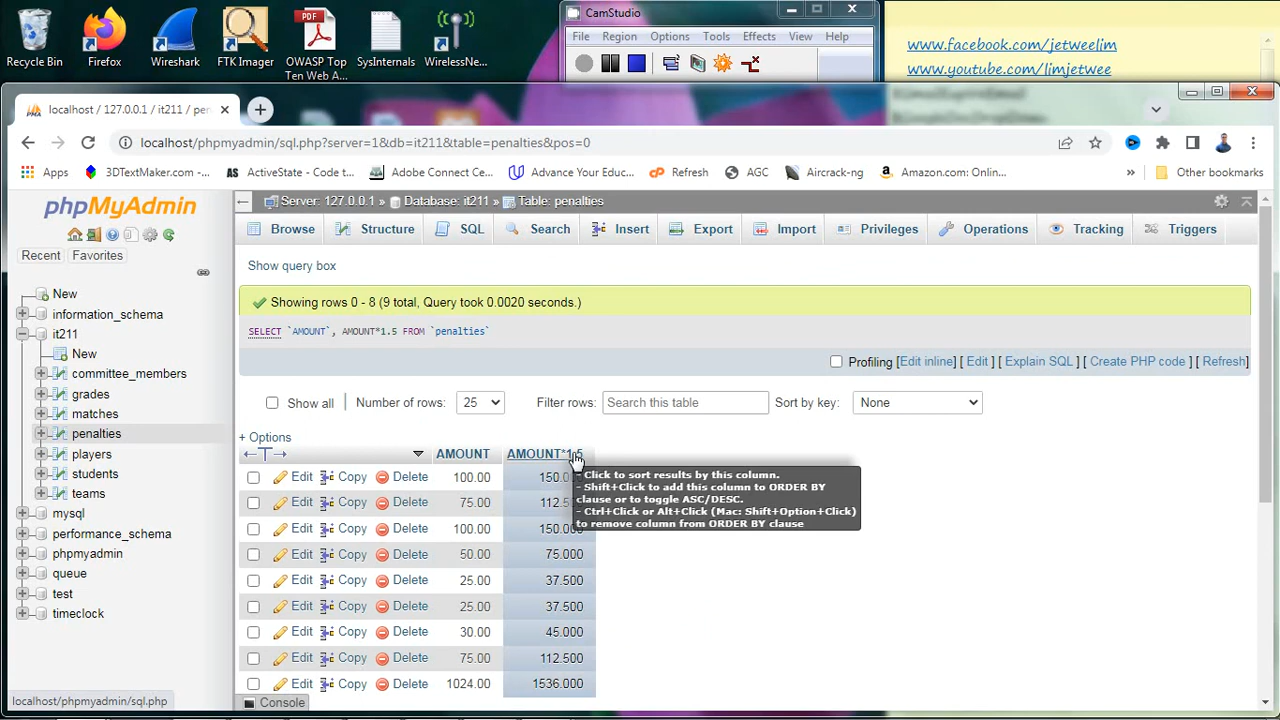 Recycle Bin
Firefox
Wireshark
FTK Imager
OWASP Top
Ten Web A...
SysInternals
WirelessNe...
CamStudio
File Region Options Tools Effects View Help
www.facebook.com/jetweelim
www.youtube.com/limjetwee
localhost / 127.0.0.1 / it211 / pen
localhost/phpmyadmin/sql.php?server=1&db=it211&table=penalties&pos=0
Apps
3DTextMaker.com -...
ActiveState - Code t...
Adobe Connect Ce...
Advance Your Educ...
Refresh
AGC
Aircrack-ng
Amazon.com: Onlin...
»
Other bookmarks
phpMyAdmin
Recent Favorites
New
information_schema
it211
New
committee_members
grades
matches
penalties
players
students
teams
mysql
performance_schema
phpmyadmin
queue
test
timeclock
localhost/phpmyadmin/sql.php
Server: 127.0.0.1 » Database: it211 » Table: penalties
Browse Structure SQL Search Insert Export Import Privileges Operations Tracking Triggers
Show query box
Showing rows 0 - 8 (9 total, Query took 0.0020 seconds.)
SELECT `AMOUNT`, AMOUNT*1.5 FROM `penalties`
Profiling [Edit inline] [ Edit ] [ Explain SQL ] [ Create PHP code ] [ Refresh]
Show all Number of rows: 25 Filter rows: Search this table Sort by key: None
+ Options
←T→ AMOUNT AMOUNT*1.5
Edit Copy Delete 100.00 150.0
Edit Copy Delete 75.00 112.5
Edit Copy Delete 100.00 150.0
Edit Copy Delete 50.00 75.000
Edit Copy Delete 25.00 37.500
Edit Copy Delete 25.00 37.500
Edit Copy Delete 30.00 45.000
Edit Copy Delete 75.00 112.500
Edit Copy Delete 1024.00 1536.000
- Click to sort results by this column.
- Shift+Click to add this column to ORDER BY
clause or to toggle ASC/DESC.
- Ctrl+Click or Alt+Click (Mac: Shift+Option+Click)
to remove column from ORDER BY clause
Console